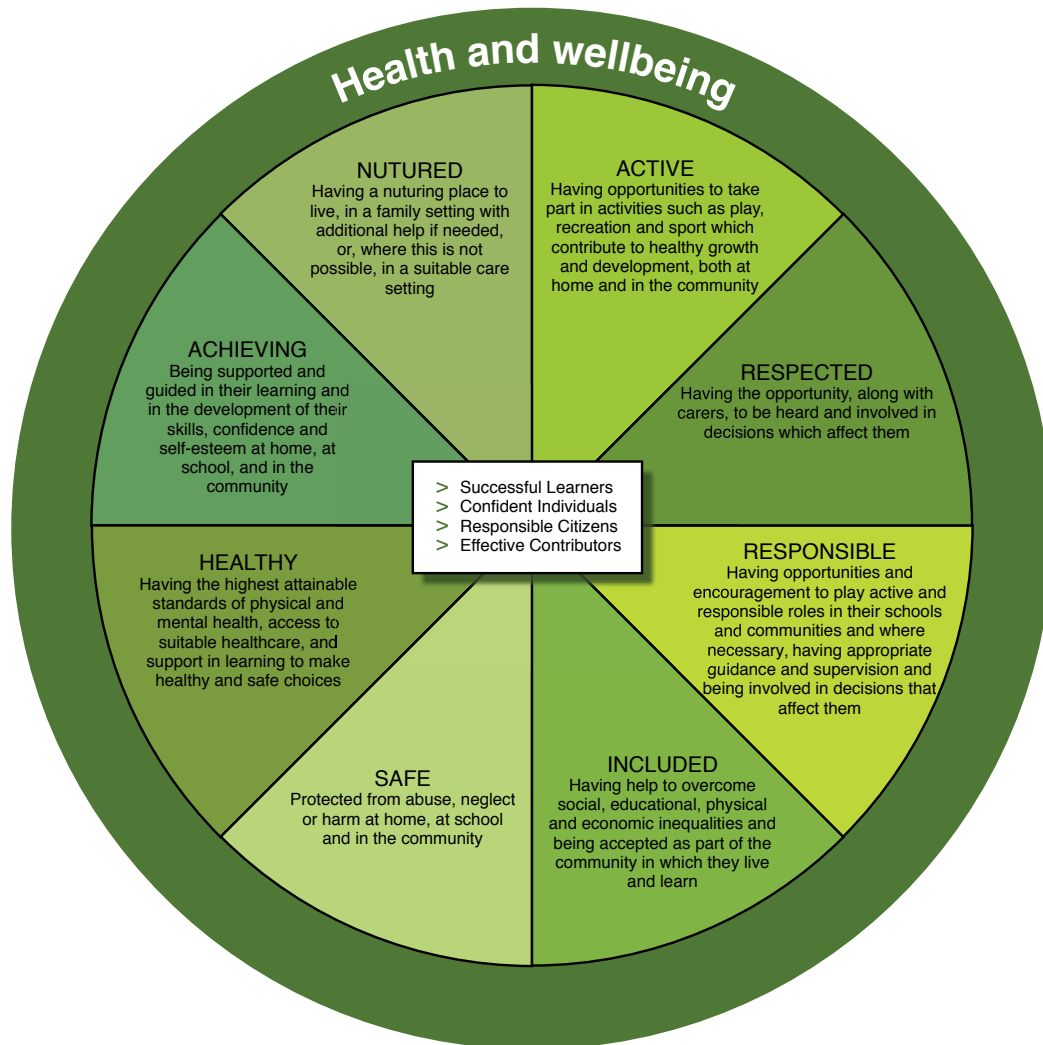 Health and wellbeing
NUTURED
Having a nuturing place to
live, in a family setting with
additional help if needed,
or, where this is not
possible, in a suitable care
setting
ACTIVE
Having opportunities to take
part in activities such as play,
recreation and sport which
contribute to healthy growth
and development, both at
home and in the community
ACHIEVING
Being supported and
guided in their learning and
in the development of their
skills, confidence and
self-esteem at home, at
school, and in the
community
RESPECTED
Having the opportunity, along with
carers, to be heard and involved in
decisions which affect them
> Successful Learners
> Confident Individuals
> Responsible Citizens
> Effective Contributors
HEALTHY
Having the highest attainable
standards of physical and
mental health, access to
suitable healthcare, and
support in learning to make
healthy and safe choices
RESPONSIBLE
Having opportunities and
encouragement to play active and
responsible roles in their schools
and communities and where
necessary, having appropriate
guidance and supervision and
being involved in decisions that
affect them
SAFE
Protected from abuse, neglect
or harm at home, at school
and in the community
INCLUDED
Having help to overcome
social, educational, physical
and economic inequalities and
being accepted as part of the
community in which they live
and learn